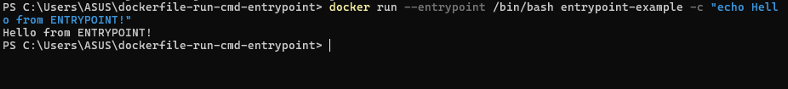 PS C:\Users\ASUS\dockerfile-run-cmd-entrypoint> docker run --entrypoint /bin/bash entrypoint-example -c "echo Hell
o from ENTRYPOINT!"
Hello from ENTRYPOINT!
PS C:\Users\ASUS\dockerfile-run-cmd-entrypoint>